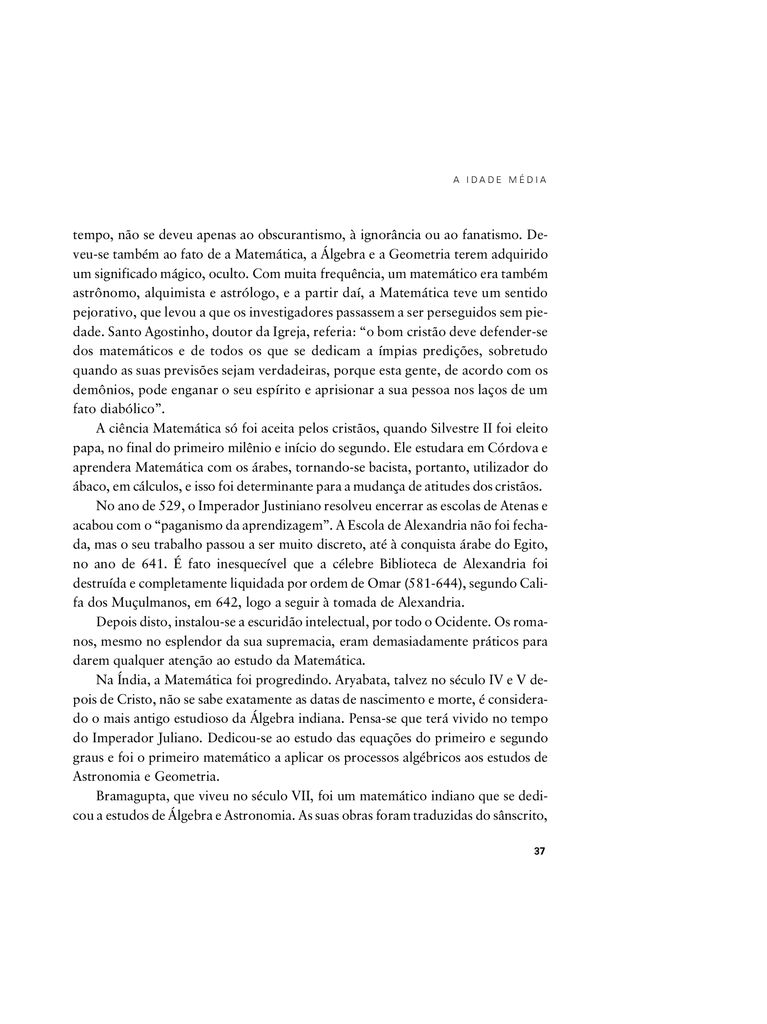 A IDADE MÉDIA
tempo, não se deveu apenas ao obscurantismo, à ignorância ou ao fanatismo. De-
veu-se também ao fato de a Matemática, a Álgebra e a Geometria terem adquirido
um significado mágico, oculto. Com muita frequência, um matemático era também
astrônomo, alquimista e astrólogo, e a partir daí, a Matemática teve um sentido
pejorativo, que levou a que os investigadores passassem a ser perseguidos sem pie-
dade. Santo Agostinho, doutor da Igreja, referia: “o bom cristão deve defender-se
dos matemáticos e de todos os que se dedicam a ímpias predições, sobretudo
quando as suas previsões sejam verdadeiras, porque esta gente, de acordo com os
demônios, pode enganar o seu espírito e aprisionar a sua pessoa nos laços de um
fato diabólico”.
A ciência Matemática só foi aceita pelos cristãos, quando Silvestre II foi eleito
papa, no final do primeiro milênio e início do segundo. Ele estudara em Córdova e
aprendera Matemática com os árabes, tornando-se bacista, portanto, utilizador do
ábaco, em cálculos, e isso foi determinante para a mudança de atitudes dos cristãos.
No ano de 529, o Imperador Justiniano resolveu encerrar as escolas de Atenas e
acabou com o “paganismo da aprendizagem”. A Escola de Alexandria não foi fecha-
da, mas o seu trabalho passou a ser muito discreto, até à conquista árabe do Egito,
no ano de 641. É fato inesquecível que a célebre Biblioteca de Alexandria foi
destruída e completamente liquidada por ordem de Omar (581-644), segundo Cali-
fa dos Muçulmanos, em 642, logo a seguir à tomada de Alexandria.
Depois disto, instalou-se a escuridão intelectual, por todo o Ocidente. Os roma-
nos, mesmo no esplendor da sua supremacia, eram demasiadamente práticos para
darem qualquer atenção ao estudo da Matemática.
Na Índia, a Matemática foi progredindo. Aryabata, talvez no século IV e V de-
pois de Cristo, não se sabe exatamente as datas de nascimento e morte, é considera-
do o mais antigo estudioso da Álgebra indiana. Pensa-se que terá vivido no tempo
do Imperador Juliano. Dedicou-se ao estudo das equações do primeiro e segundo
graus e foi o primeiro matemático a aplicar os processos algébricos aos estudos de
Astronomia e Geometria.
Bramagupta, que viveu no século VII, foi um matemático indiano que se dedi-
cou a estudos de Álgebra e Astronomia. As suas obras foram traduzidas do sânscrito,
37